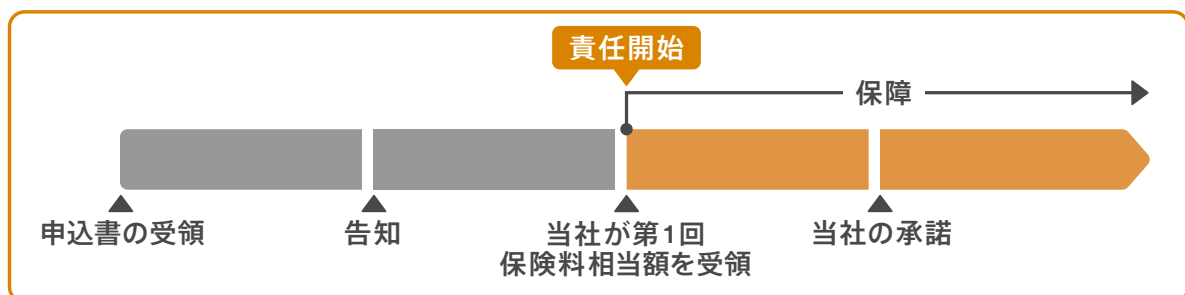 責任開始
保障
申込書の受領
告知
当社が第1回
保険料相当額を受領
当社の承諾